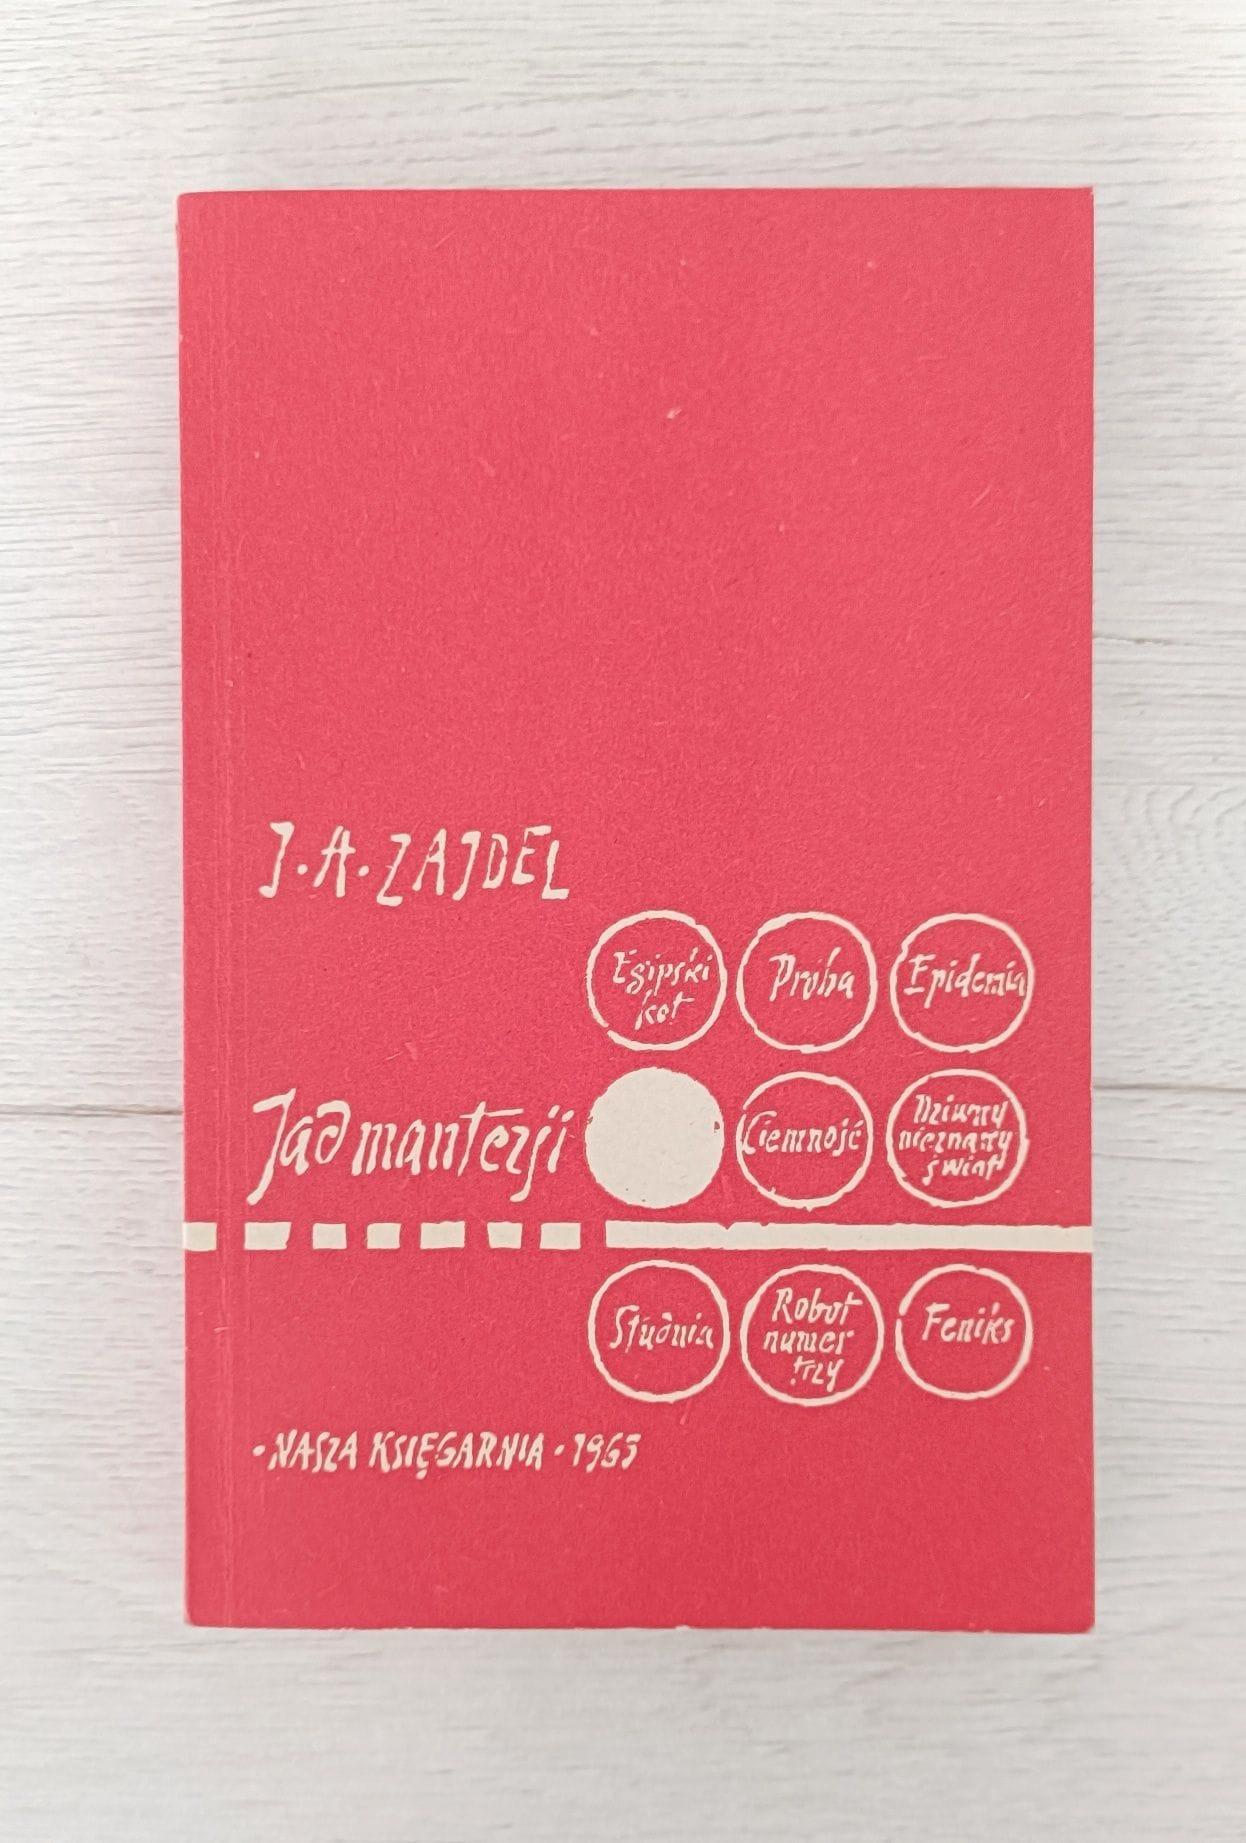 J.A. ZAJDEL
Egipski
kot
Próba
Epidemia
Jad mantezji
Ciemność
Dziwny
nieznany
świat
Studnia
Robot
numer
trzy
Feniks
• NASZA KSIĘGARNIA • 1965